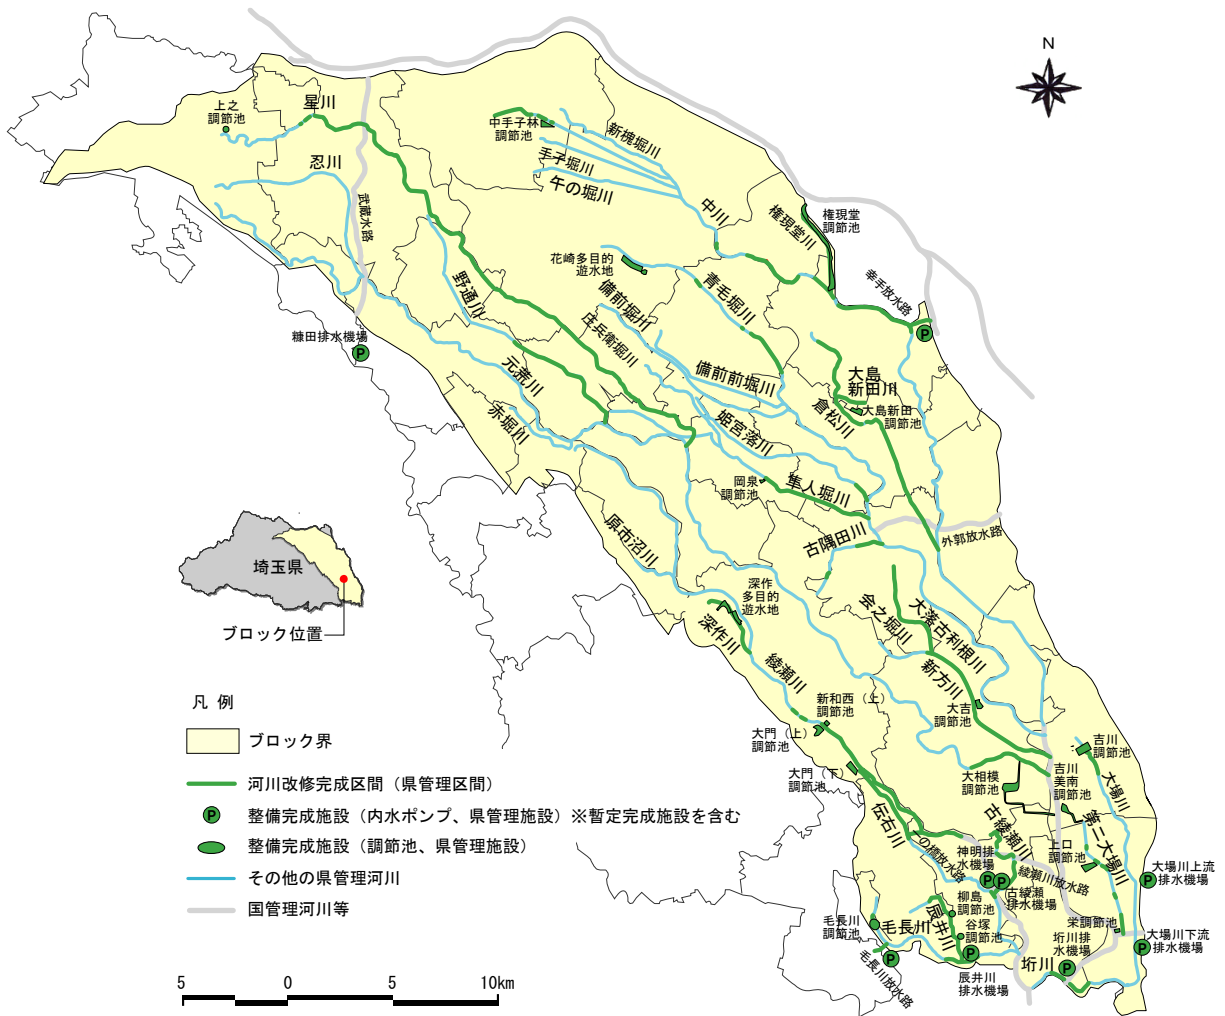 N
上之
調節池
星川
忍川
武蔵水路
中手子林
調節池
新槐堀川
手子堀川
午の堀川
中川
権現堂川
権現堂
調節池
幸手放水路
花崎多目的
遊水地
野通川
備前堀川
庄兵衛堀川
青毛堀川
糠田排水機場
P
P
元荒川
赤堀川
備前前堀川
大島
新田川
大島新田
調節池
倉松川
姫宮落川
岡泉
調節池
隼人堀川
古隅田川
外郭放水路
原市沼川
埼玉県
ブロック位置
深作
多目的
遊水地
深作川
綾瀬川
会之堀川
大落古利根川
新方川
大吉
調節池
新和西（上）
調節池
大門（上）
調節池
大門（下）
調節池
大相模
調節池
吉川
美南
調節池
吉川
調節池
大場川
第二大場川
伝右川
一の橋放水路
古綾瀬川
神明排
水機場
P
P
綾瀬川放水路
古綾瀬
排水機場
上口
調節池
大場川上流
排水機場
P
柳島
調節池
谷塚
調節池
辰井川
毛長川
調節池
毛長川
毛長川放水路
P
P
辰井川
排水機場
栄調節池
垳川排
水機場
P
垳川
大場川下流
排水機場
P
凡 例
ブロック界
河川改修完成区間（県管理区間）
P
整備完成施設（内水ポンプ、県管理施設）※暫定完成施設を含む
整備完成施設（調節池、県管理施設）
その他の県管理河川
国管理河川等
5 0 5 10km